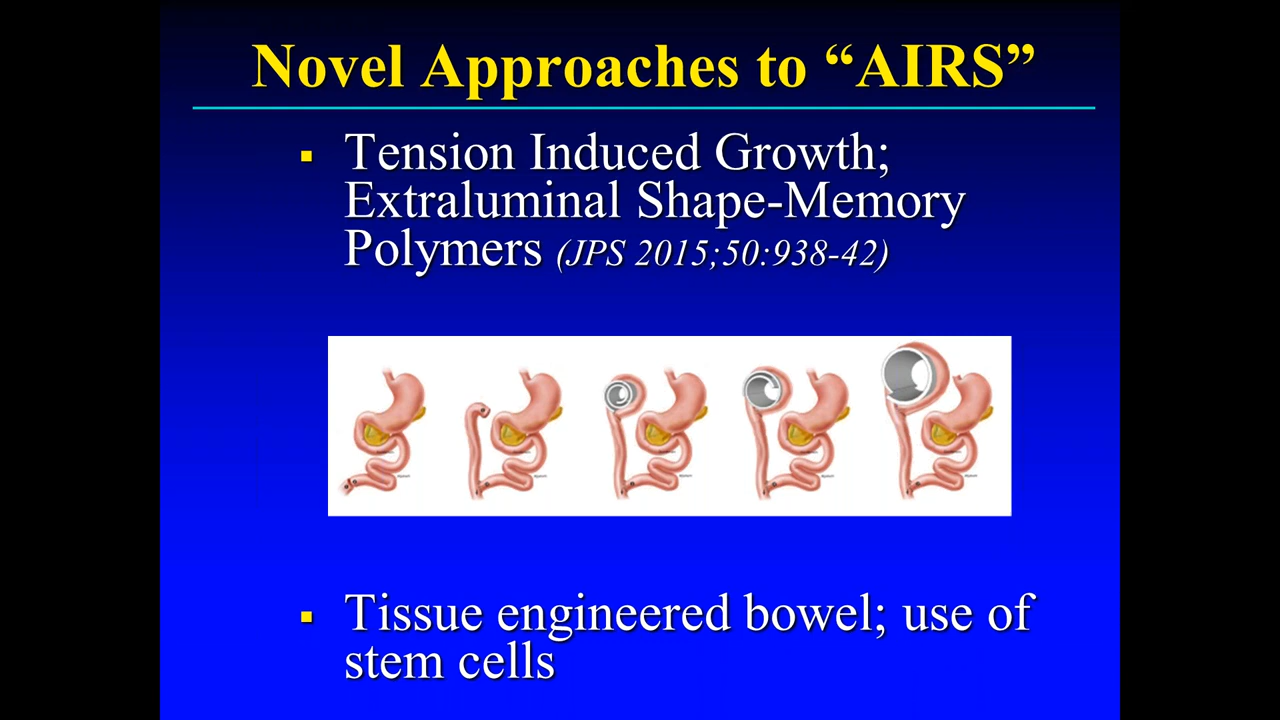 Novel Approaches to “AIRS”
Tension Induced Growth;
Extraluminal Shape-Memory
Polymers (JPS 2015;50:938-42)
Tissue engineered bowel; use of
stem cells